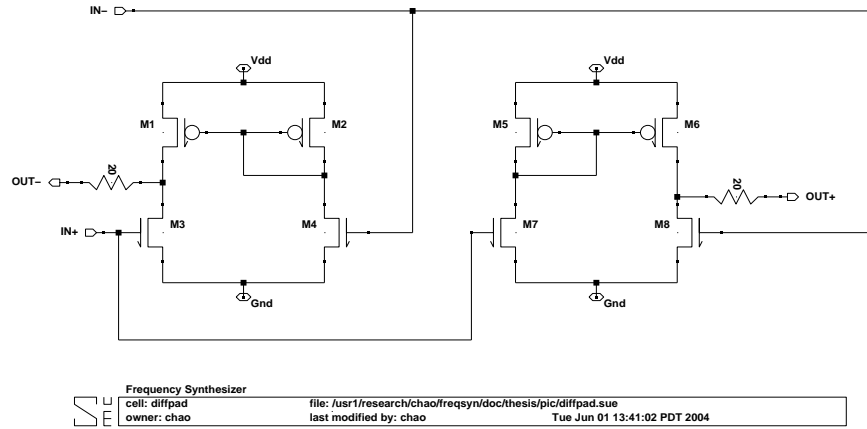 IN−
Vdd
Vdd
M1
M2
M5
M6
20
20
OUT−
OUT+
IN+
M3
M4
M7
M8
Gnd
Gnd
Frequency Synthesizer
SUE
cell: diffpad file: /usr1/research/chao/freqsyn/doc/thesis/pic/diffpad.sue
owner: chao last modified by: chao Tue Jun 01 13:41:02 PDT 2004